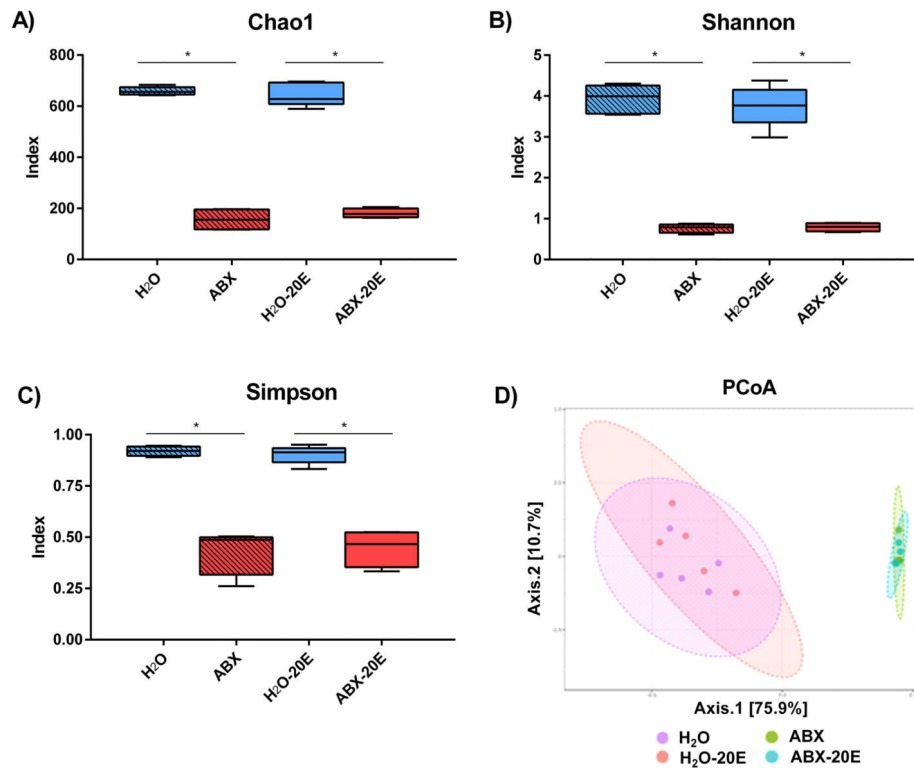 A)
Chao1
Index
800
600
400
200
0
*
*
H₂O
ABX
H₂O-20E
ABX-20E
B)
Shannon
Index
5
4
3
2
1
0
*
*
H₂O
ABX
H₂O-20E
ABX-20E
C)
Simpson
Index
1.00
0.75
0.50
0.25
0.00
*
*
H₂O
ABX
H₂O-20E
ABX-20E
D)
PCoA
Axis.2 [10.7%]
Axis.1 [75.9%]
H₂O
H₂O-20E
ABX
ABX-20E